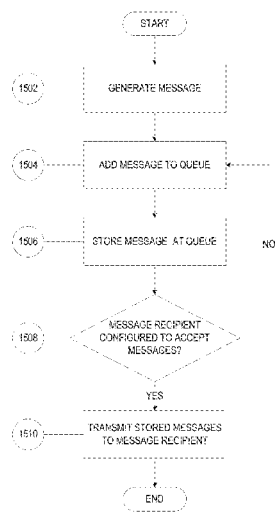 START
1502
GENERATE MESSAGE
1504
ADD MESSAGE TO QUEUE
1506
STORE MESSAGE AT QUEUE
NO
1508
MESSAGE RECIPIENT
CONFIGURED TO ACCEPT
MESSAGES?
YES
1510
TRANSMIT STORED MESSAGES
TO MESSAGE RECIPIENT
END